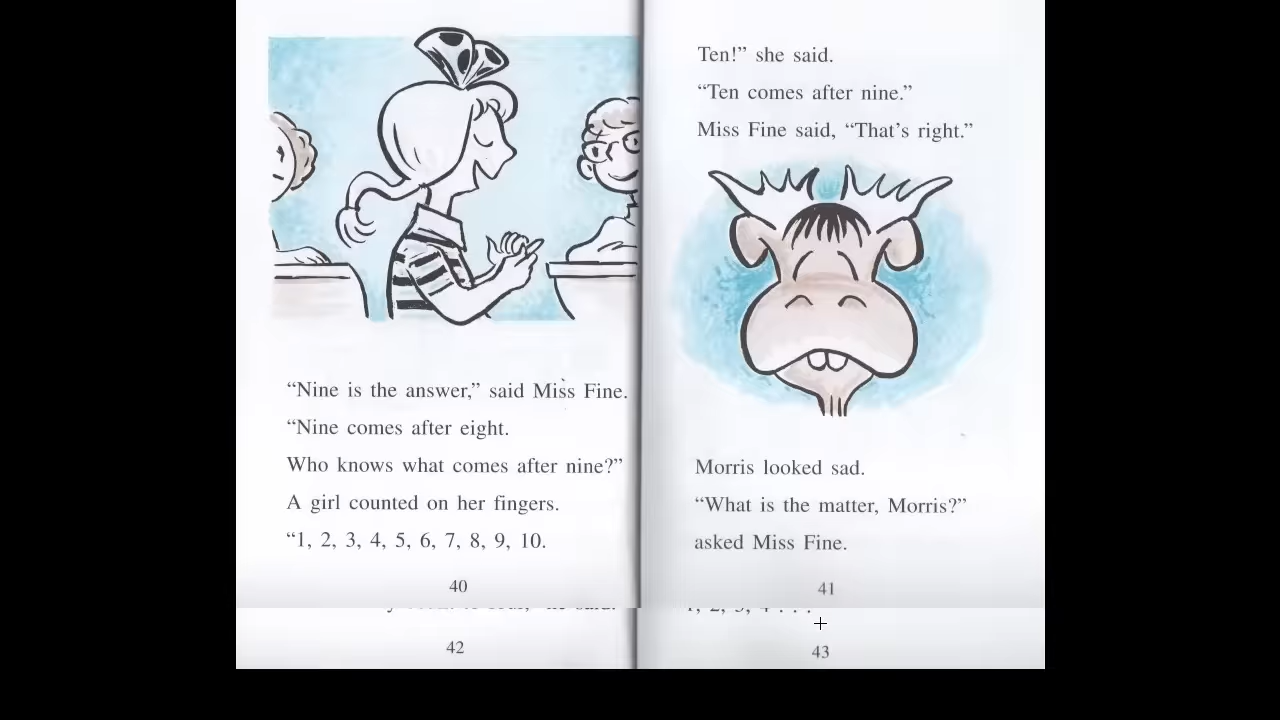 “Nine is the answer,” said Miss Fine.
“Nine comes after eight.
Who knows what comes after nine?”
A girl counted on her fingers.
“1, 2, 3, 4, 5, 6, 7, 8, 9, 10.
40
Ten!” she said.
“Ten comes after nine.”
Miss Fine said, “That’s right.”
Morris looked sad.
“What is the matter, Morris?”
asked Miss Fine.
41
42
43